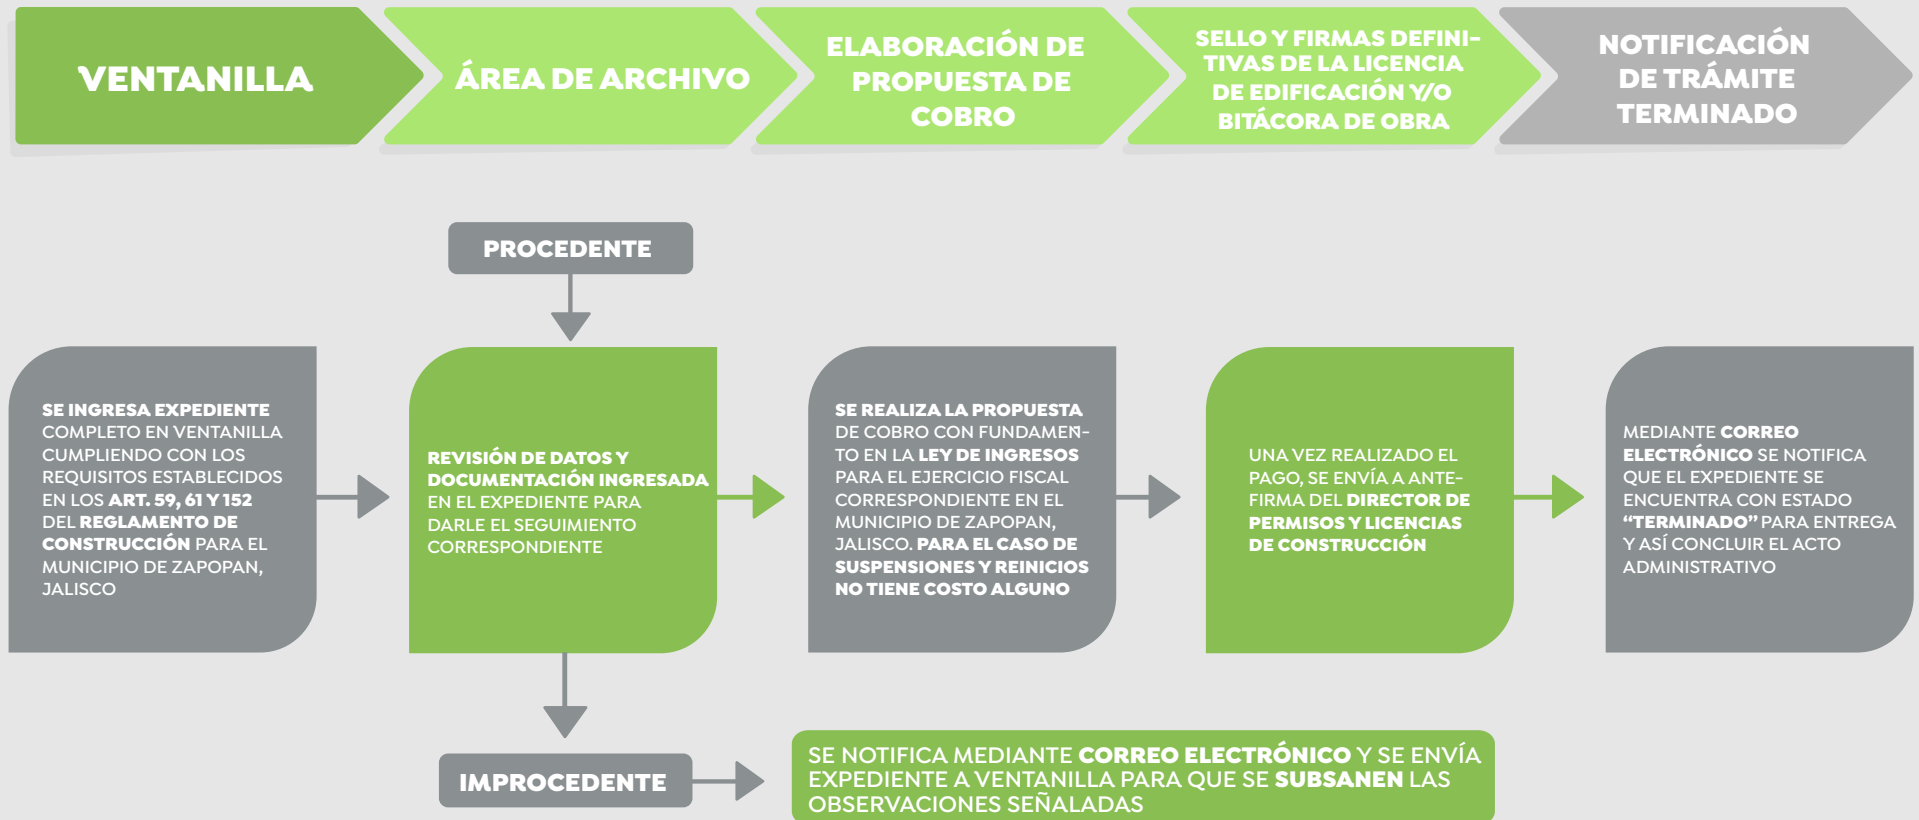 VENTANILLA
ÁREA DE ARCHIVO
ELABORACIÓN DE
PROPUESTA DE
COBRO
SELLO Y FIRMAS DEFINI-
TIVAS DE LA LICENCIA
DE EDIFICACIÓN Y/O
BITÁCORA DE OBRA
NOTIFICACIÓN
DE TRÁMITE
TERMINADO
PROCEDENTE
SE INGRESA EXPEDIENTE
COMPLETO EN VENTANILLA
CUMPLIENDO CON LOS
REQUISITOS ESTABLECIDOS
EN LOS ART. 59, 61 Y 152
DEL REGLAMENTO DE
CONSTRUCCIÓN PARA EL
MUNICIPIO DE ZAPOPAN,
JALISCO
REVISIÓN DE DATOS Y
DOCUMENTACIÓN INGRESADA
EN EL EXPEDIENTE PARA
DARLE EL SEGUIMIENTO
CORRESPONDIENTE
SE REALIZA LA PROPUESTA
DE COBRO CON FUNDAMEN-
TO EN LA LEY DE INGRESOS
PARA EL EJERCICIO FISCAL
CORRESPONDIENTE EN EL
MUNICIPIO DE ZAPOPAN,
JALISCO. PARA EL CASO DE
SUSPENSIONES Y REINICIOS
NO TIENE COSTO ALGUNO
UNA VEZ REALIZADO EL
PAGO, SE ENVÍA A ANTE-
FIRMA DEL DIRECTOR DE
PERMISOS Y LICENCIAS
DE CONSTRUCCIÓN
MEDIANTE CORREO
ELECTRÓNICO SE NOTIFICA
QUE EL EXPEDIENTE SE
ENCUENTRA CON ESTADO
“TERMINADO” PARA ENTREGA
Y ASÍ CONCLUIR EL ACTO
ADMINISTRATIVO
IMPROCEDENTE
SE NOTIFICA MEDIANTE CORREO ELECTRÓNICO Y SE ENVÍA
EXPEDIENTE A VENTANILLA PARA QUE SE SUBSANEN LAS
OBSERVACIONES SEÑALADAS